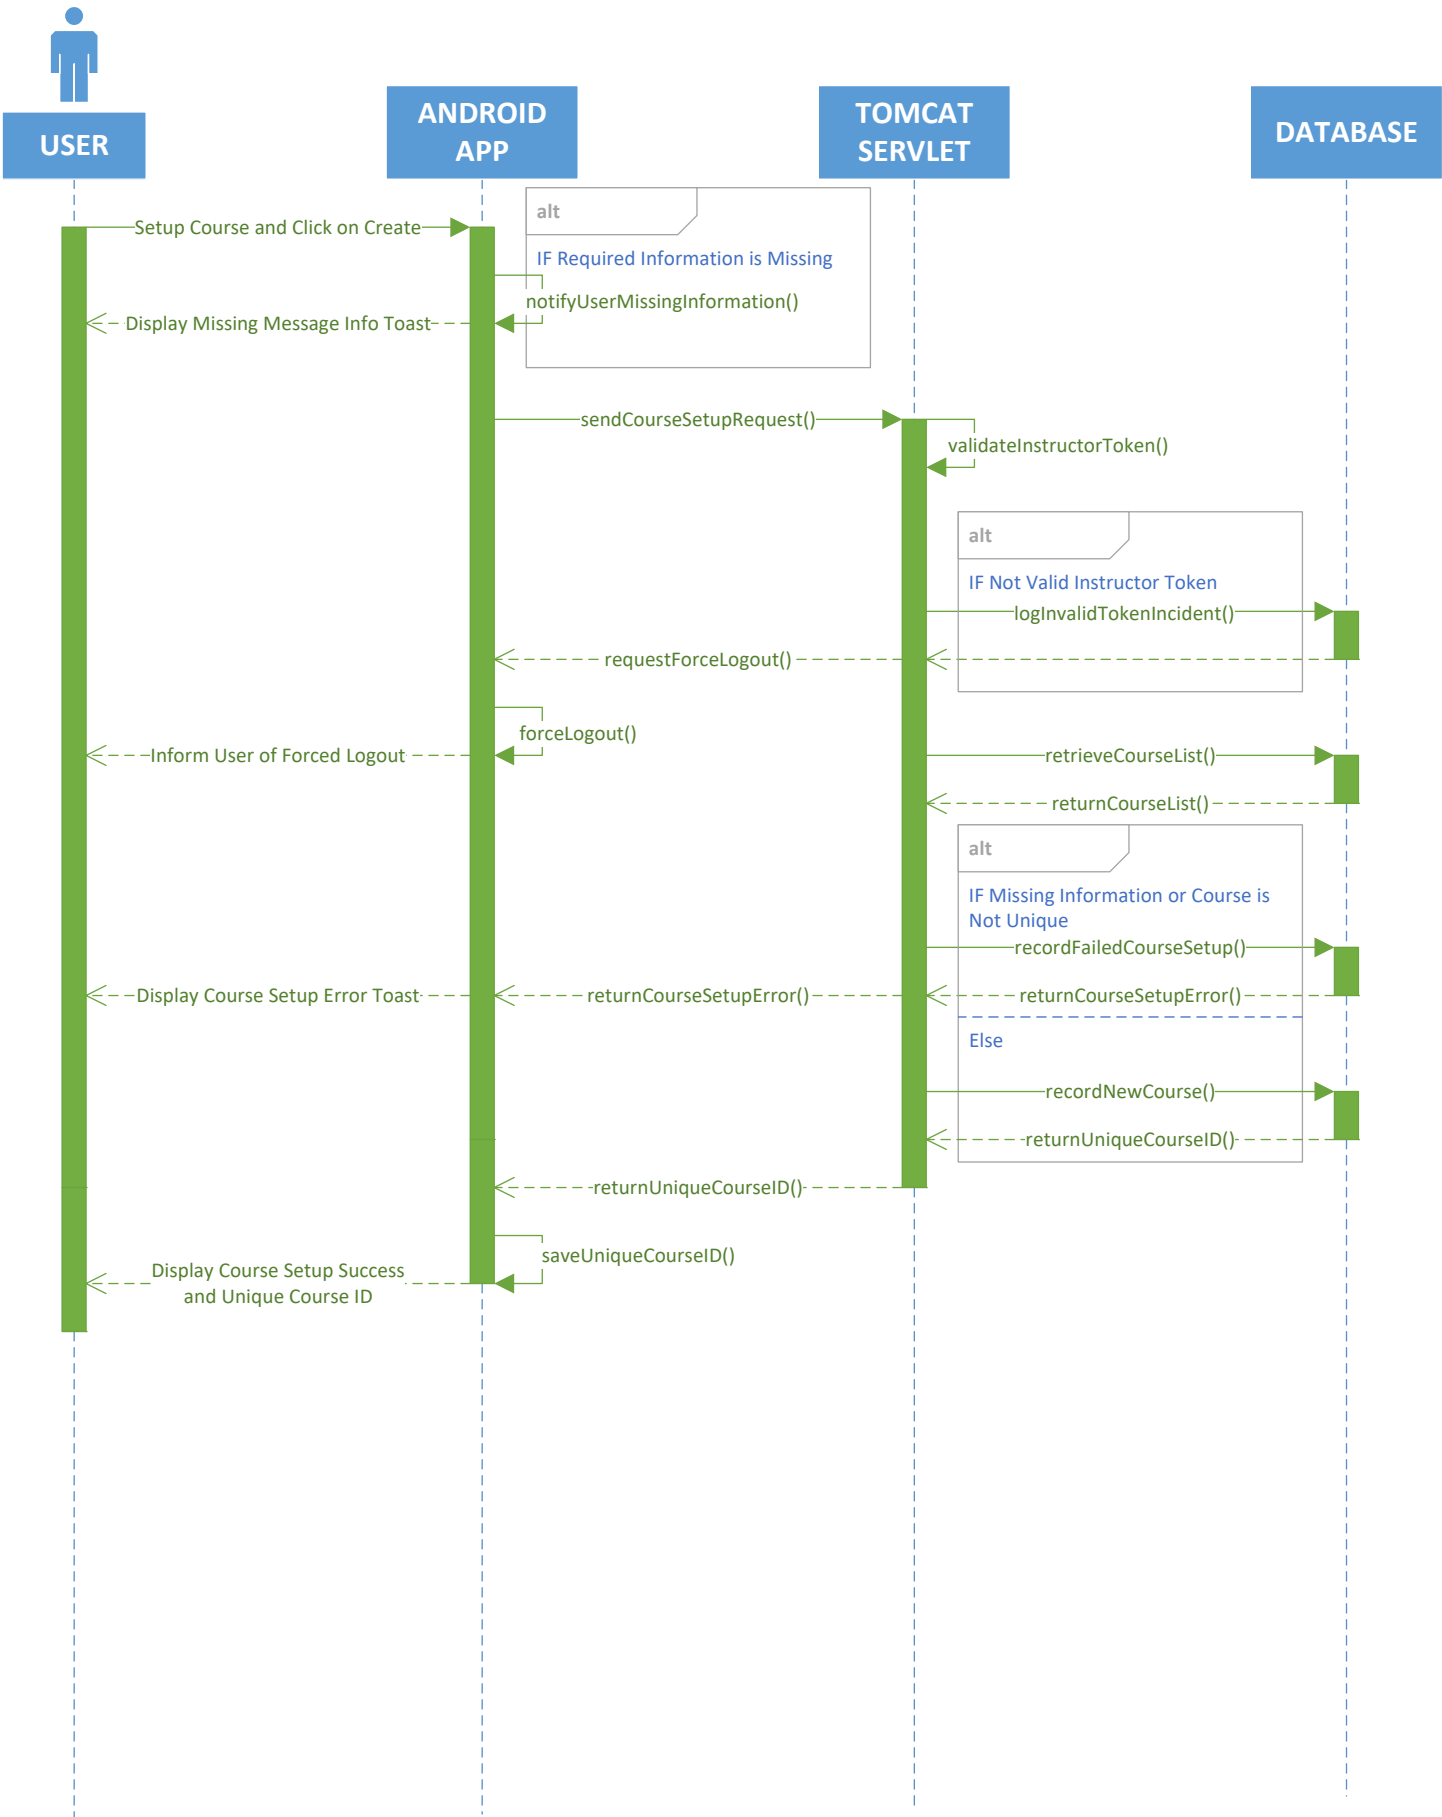 USER
ANDROID
APP
TOMCAT
SERVLET
DATABASE
alt
Setup Course and Click on Create
IF Required Information is Missing
notifyUserMissingInformation()
Display Missing Message Info Toast
sendCourseSetupRequest()
validateInstructorToken()
alt
IF Not Valid Instructor Token
logInvalidTokenIncident()
requestForceLogout()
forceLogout()
Inform User of Forced Logout
retrieveCourseList()
returnCourseList()
alt
IF Missing Information or Course is
Not Unique
recordFailedCourseSetup()
Display Course Setup Error Toast
returnCourseSetupError()
returnCourseSetupError()
Else
recordNewCourse()
returnUniqueCourseID()
returnUniqueCourseID()
saveUniqueCourseID()
Display Course Setup Success
and Unique Course ID